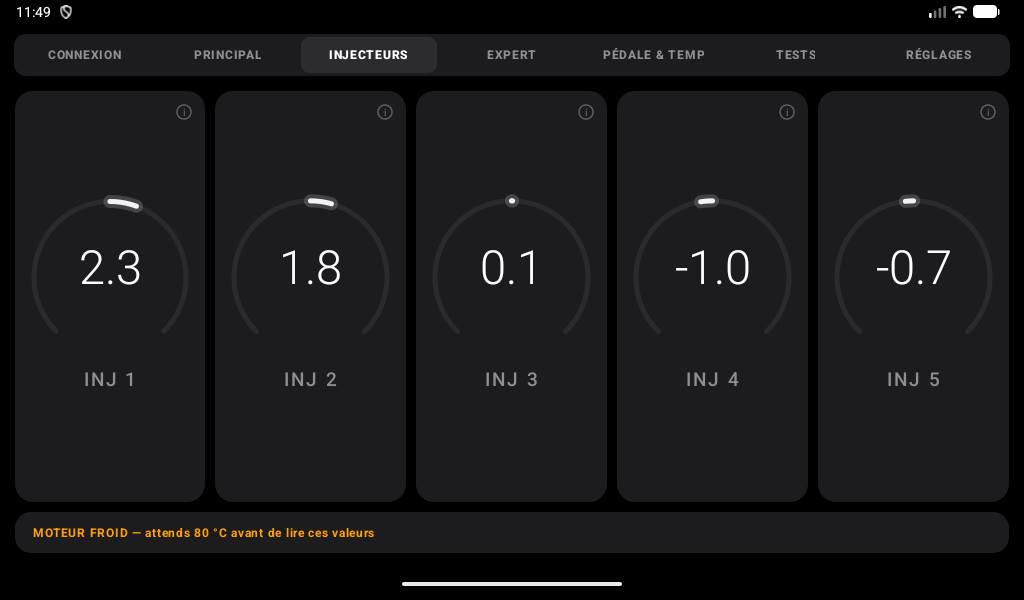 11:49
CONNEXION PRINCIPAL INJECTEURS EXPERT PÉDALE & TEMP TESTS RÉGLAGES
2.3 1.8 0.1 -1.0 -0.7
INJ 1 INJ 2 INJ 3 INJ 4 INJ 5
MOTEUR FROID — attends 80 °C avant de lire ces valeurs